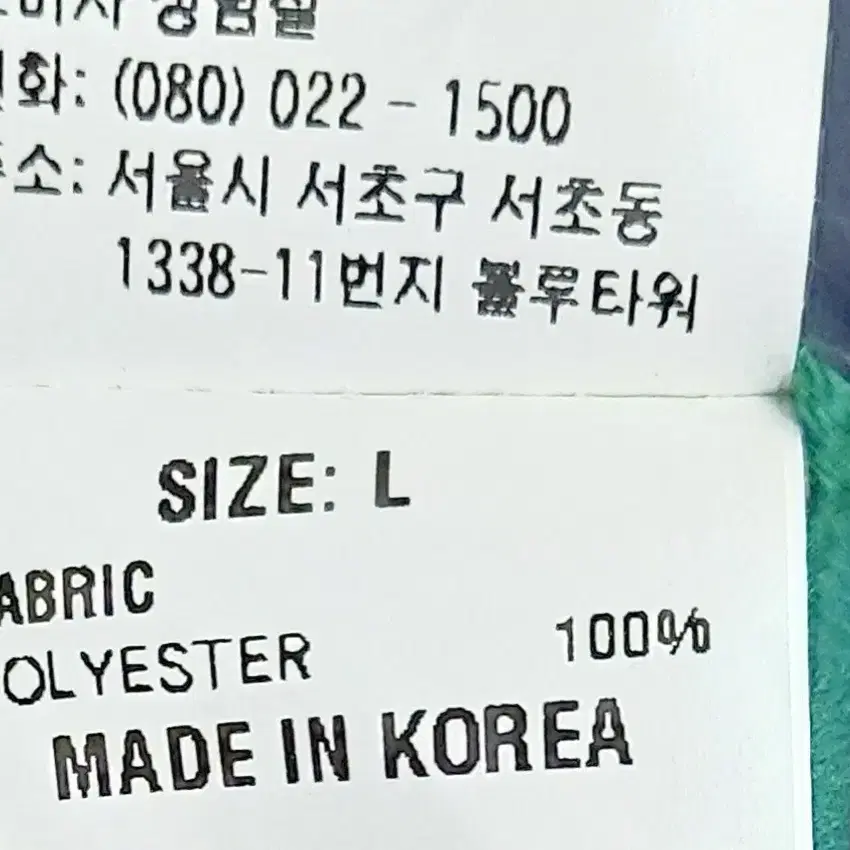 화: (080) 022 - 1500
소: 서울시 서초구 서초동
1338-11번지 블루타워
SIZE: L
ABRIC
OLYESTER 100%
MADE IN KOREA